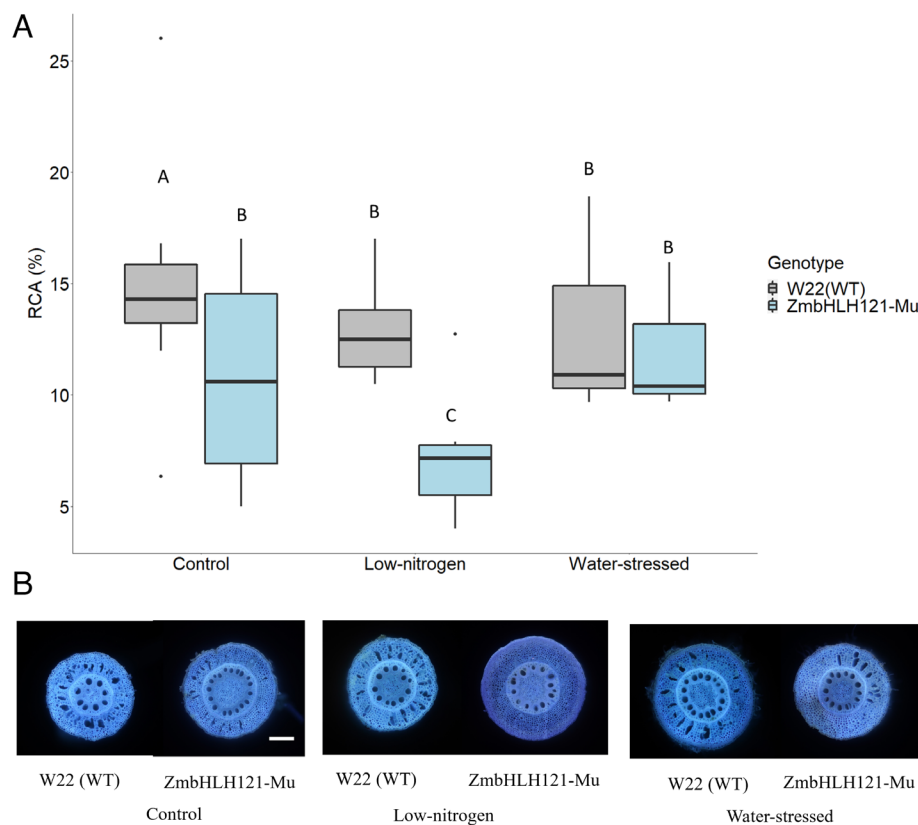 A
25
20
15
10
5
RCA (%)
A
B
B
C
B
B
Control
Low-nitrogen
Water-stressed
Genotype
W22(WT)
ZmbHLH121-Mu
B
W22 (WT)
ZmbHLH121-Mu
W22 (WT)
ZmbHLH121-Mu
W22 (WT)
ZmbHLH121-Mu
Control
Low-nitrogen
Water-stressed